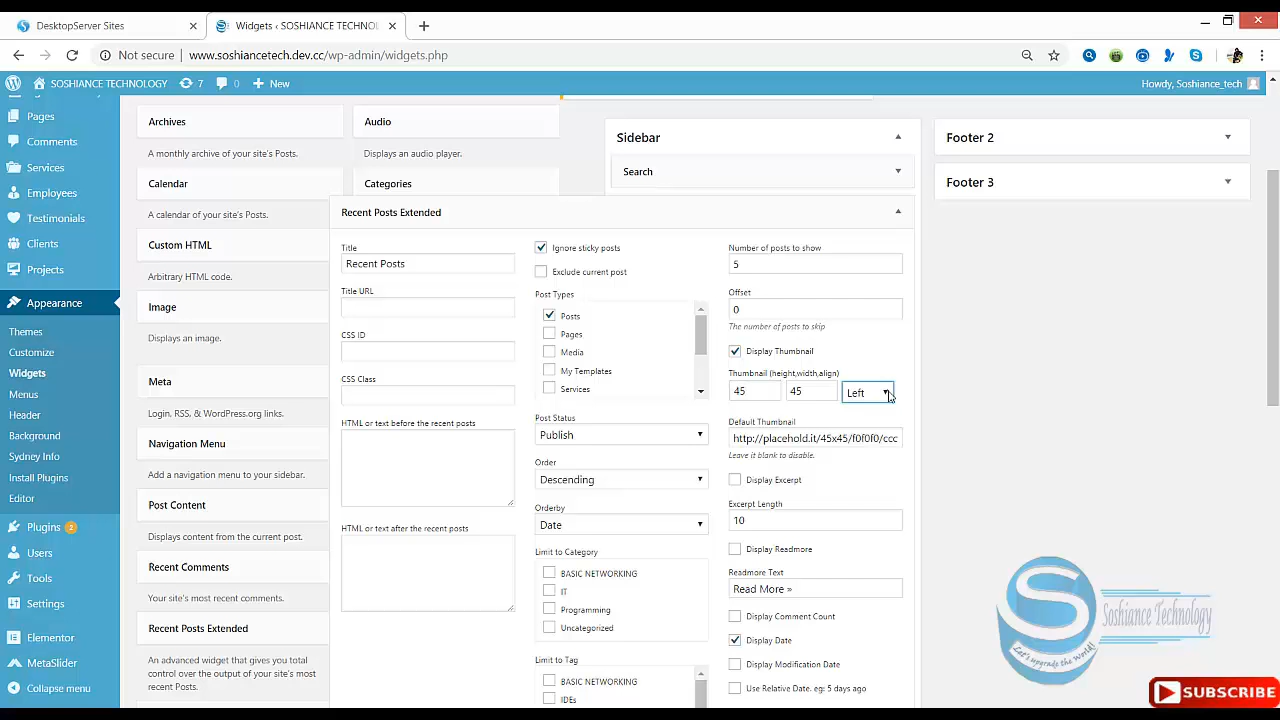 DesktopServer Sites
Widgets ‹ SOSHIANCE TECHNO
Not secure
www.soshiancetech.dev.cc/wp-admin/widgets.php
SOSHIANCE TECHNOLOGY
7
0
New
Howdy, Soshiance_tech
Pages
Comments
Services
Employees
Testimonials
Clients
Projects
Appearance
Themes
Customize
Widgets
Menus
Header
Background
Sydney Info
Install Plugins
Editor
Plugins 2
Users
Tools
Settings
Elementor
MetaSlider
Collapse menu
Archives
A monthly archive of your site's Posts.
Calendar
A calendar of your site's Posts.
Custom HTML
Arbitrary HTML code.
Image
Displays an image.
Meta
Login, RSS, & WordPress.org links.
Navigation Menu
Add a navigation menu to your sidebar.
Post Content
Displays content from the current post.
Recent Comments
Your site's most recent comments.
Recent Posts Extended
An advanced widget that gives you total
control over the output of your site's most
recent Posts.
Audio
Displays an audio player.
Categories
Sidebar
Search
Recent Posts Extended
Title
Recent Posts
Title URL
CSS ID
CSS Class
HTML or text before the recent posts
HTML or text after the recent posts
Ignore sticky posts
Exclude current post
Post Types
Posts
Pages
Media
My Templates
Services
Post Status
Publish
Order
Descending
Orderby
Date
Limit to Category
BASIC NETWORKING
IT
Programming
Uncategorized
Limit to Tag
BASIC NETWORKING
IDEs
Number of posts to show
5
Offset
0
The number of posts to skip
Display Thumbnail
Thumbnail (height,width,align)
45
45
Left
Default Thumbnail
http://placehold.it/45x45/f0f0f0/ccc
Leave it blank to disable.
Display Excerpt
Excerpt Length
10
Display Readmore
Readmore Text
Read More »
Display Comment Count
Display Date
Display Modification Date
Use Relative Date. eg: 5 days ago
Footer 2
Footer 3
Soshiance Technology
Let's upgrade the World!
SUBSCRIBE